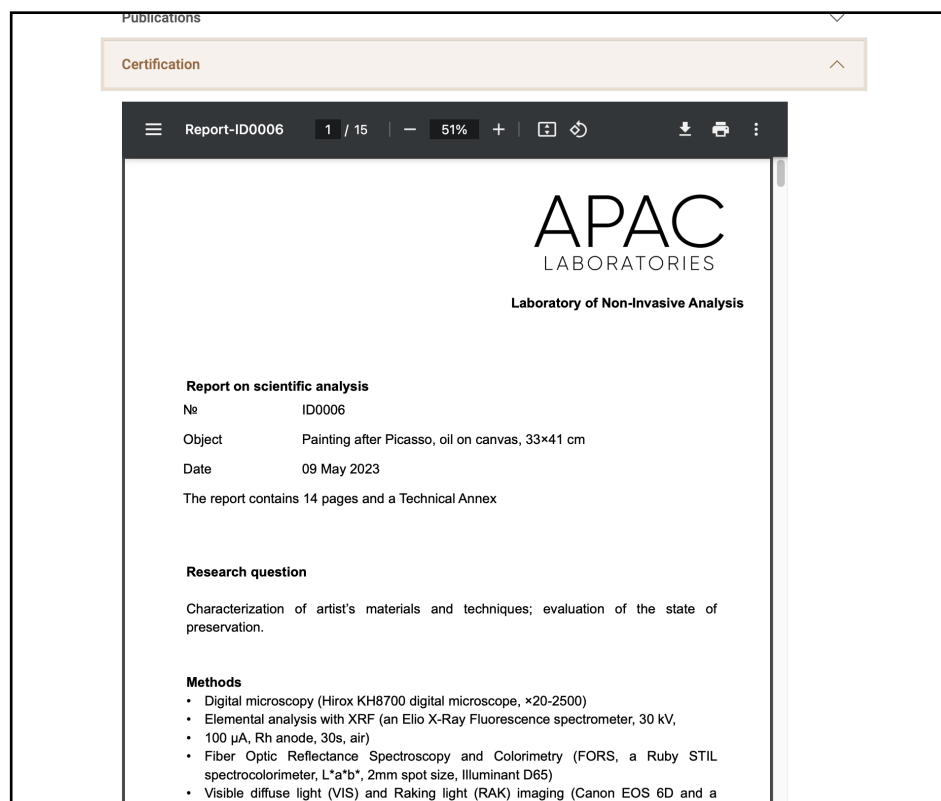 Publications
Certification
Report-ID0006 1 / 15 51%
APAC
LABORATORIES
Laboratory of Non-Invasive Analysis
Report on scientific analysis
№ ID0006
Object Painting after Picasso, oil on canvas, 33×41 cm
Date 09 May 2023
The report contains 14 pages and a Technical Annex
Research question
Characterization of artist's materials and techniques; evaluation of the state of
preservation.
Methods
• Digital microscopy (Hirox KH8700 digital microscope, ×20-2500)
• Elemental analysis with XRF (an Elio X-Ray Fluorescence spectrometer, 30 kV,
• 100 µA, Rh anode, 30s, air)
• Fiber Optic Reflectance Spectroscopy and Colorimetry (FORS, a Ruby STIL
spectrocolorimeter, L*a*b*, 2mm spot size, Illuminant D65)
• Visible diffuse light (VIS) and Raking light (RAK) imaging (Canon EOS 6D and a